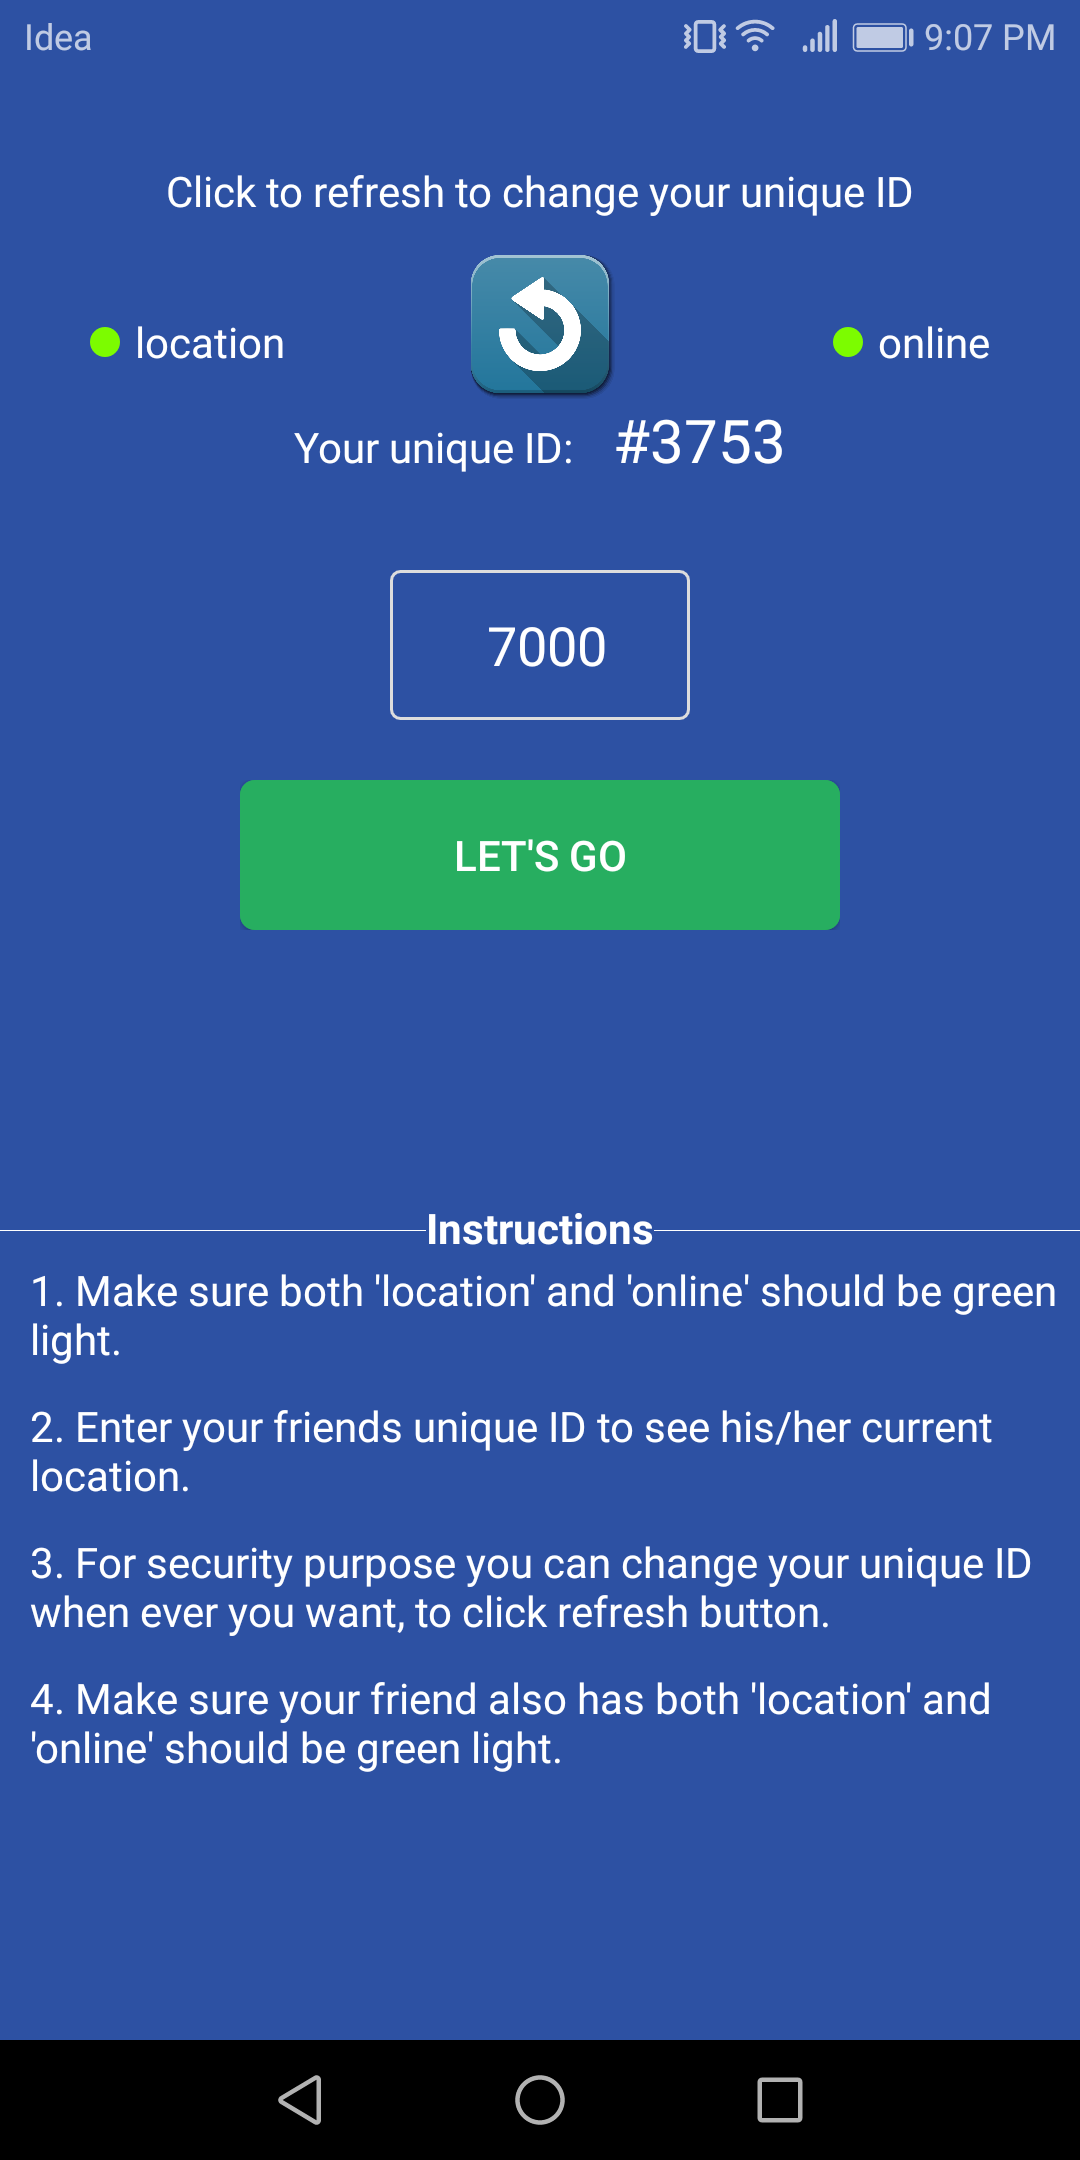 Idea 9:07 PM
Click to refresh to change your unique ID
location online
Your unique ID: #3753
7000
LET'S GO
Instructions
1. Make sure both 'location' and 'online' should be green
light.
2. Enter your friends unique ID to see his/her current
location.
3. For security purpose you can change your unique ID
when ever you want, to click refresh button.
4. Make sure your friend also has both 'location' and
'online' should be green light.